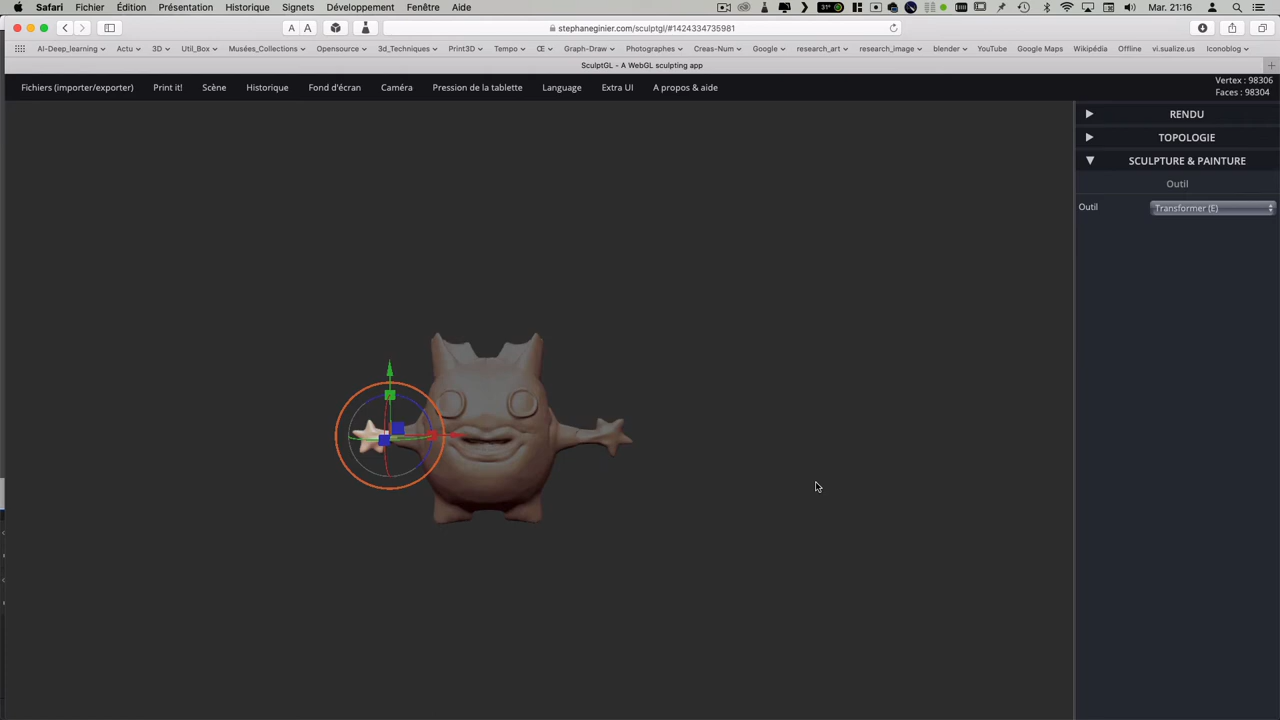 Safari Fichier Édition Présentation Historique Signets Développement Fenêtre Aide 31° Mar. 21:16
A A stephaneginier.com/sculptgl/#1424334735981
AI-Deep_learning Actu 3D Util_Box Musées_Collections Opensource 3d_Techniques Print3D Tempo Œ Graph-Draw Photographes Creas-Num Google research_art research_image blender YouTube Google Maps Wikipédia Offline vi.sualize.us Iconoblog
SculptGL - A WebGL sculpting app
Fichiers (importer/exporter) Print it! Scène Historique Fond d'écran Caméra Pression de la tablette Language Extra UI A propos & aide
Vertex : 98306
Faces : 98304
RENDU
TOPOLOGIE
SCULPTURE & PAINTURE
Outil
Outil Transformer (E)